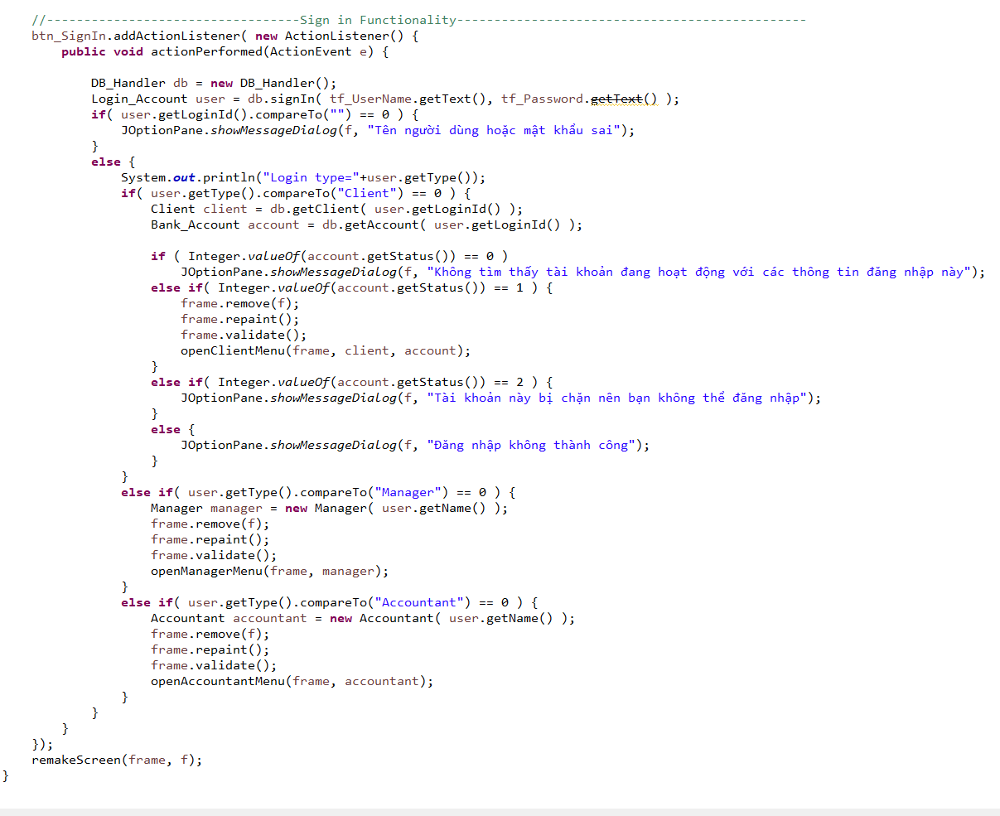 //----------------------------------Sign in Functionality-----------------------------------------------
btn_SignIn.addActionListener( new ActionListener() {
public void actionPerformed(ActionEvent e) {
DB_Handler db = new DB_Handler();
Login_Account user = db.signIn( tf_UserName.getText(), tf_Password.getText() );
if( user.getLoginId().compareTo("") == 0 ) {
JOptionPane.showMessageDialog(f, "Tên người dùng hoặc mật khẩu sai");
}
else {
System.out.println("Login type="+user.getType());
if( user.getType().compareTo("Client") == 0 ) {
Client client = db.getClient( user.getLoginId() );
Bank_Account account = db.getAccount( user.getLoginId() );
if ( Integer.valueOf(account.getStatus()) == 0 )
JOptionPane.showMessageDialog(f, "Không tìm thấy tài khoản đang hoạt động với các thông tin đăng nhập này");
else if( Integer.valueOf(account.getStatus()) == 1 ) {
frame.remove(f);
frame.repaint();
frame.validate();
openClientMenu(frame, client, account);
}
else if( Integer.valueOf(account.getStatus()) == 2 ) {
JOptionPane.showMessageDialog(f, "Tài khoản này bị chặn nên bạn không thể đăng nhập");
}
else {
JOptionPane.showMessageDialog(f, "Đăng nhập không thành công");
}
}
else if( user.getType().compareTo("Manager") == 0 ) {
Manager manager = new Manager( user.getName() );
frame.remove(f);
frame.repaint();
frame.validate();
openManagerMenu(frame, manager);
}
else if( user.getType().compareTo("Accountant") == 0 ) {
Accountant accountant = new Accountant( user.getName() );
frame.remove(f);
frame.repaint();
frame.validate();
openAccountantMenu(frame, accountant);
}
}
}
});
remakeScreen(frame, f);
}